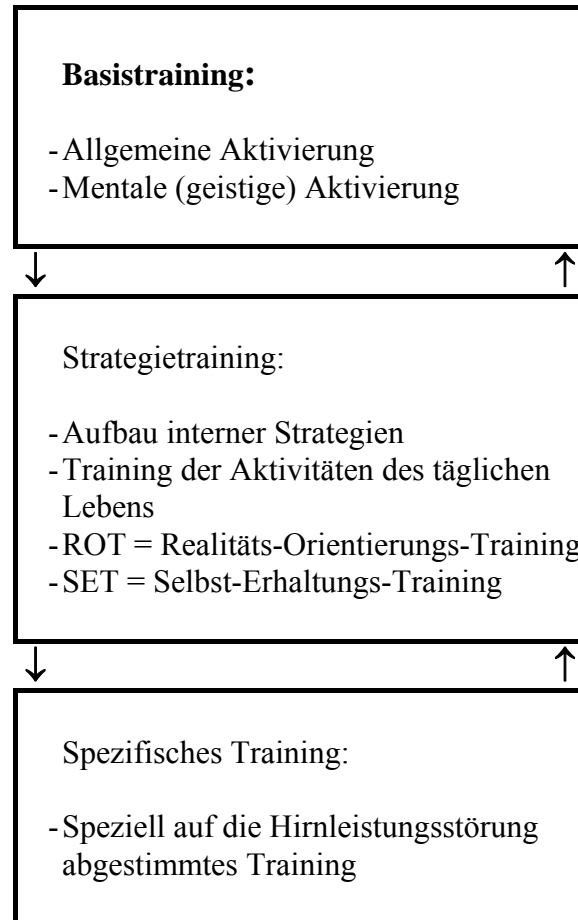 Basistraining:
- Allgemeine Aktivierung
- Mentale (geistige) Aktivierung
↓ ↑
Strategietraining:
- Aufbau interner Strategien
- Training der Aktivitäten des täglichen
Lebens
- ROT = Realitäts-Orientierungs-Training
- SET = Selbst-Erhaltungs-Training
↓ ↑
Spezifisches Training:
- Speziell auf die Hirnleistungsstörung
abgestimmtes Training